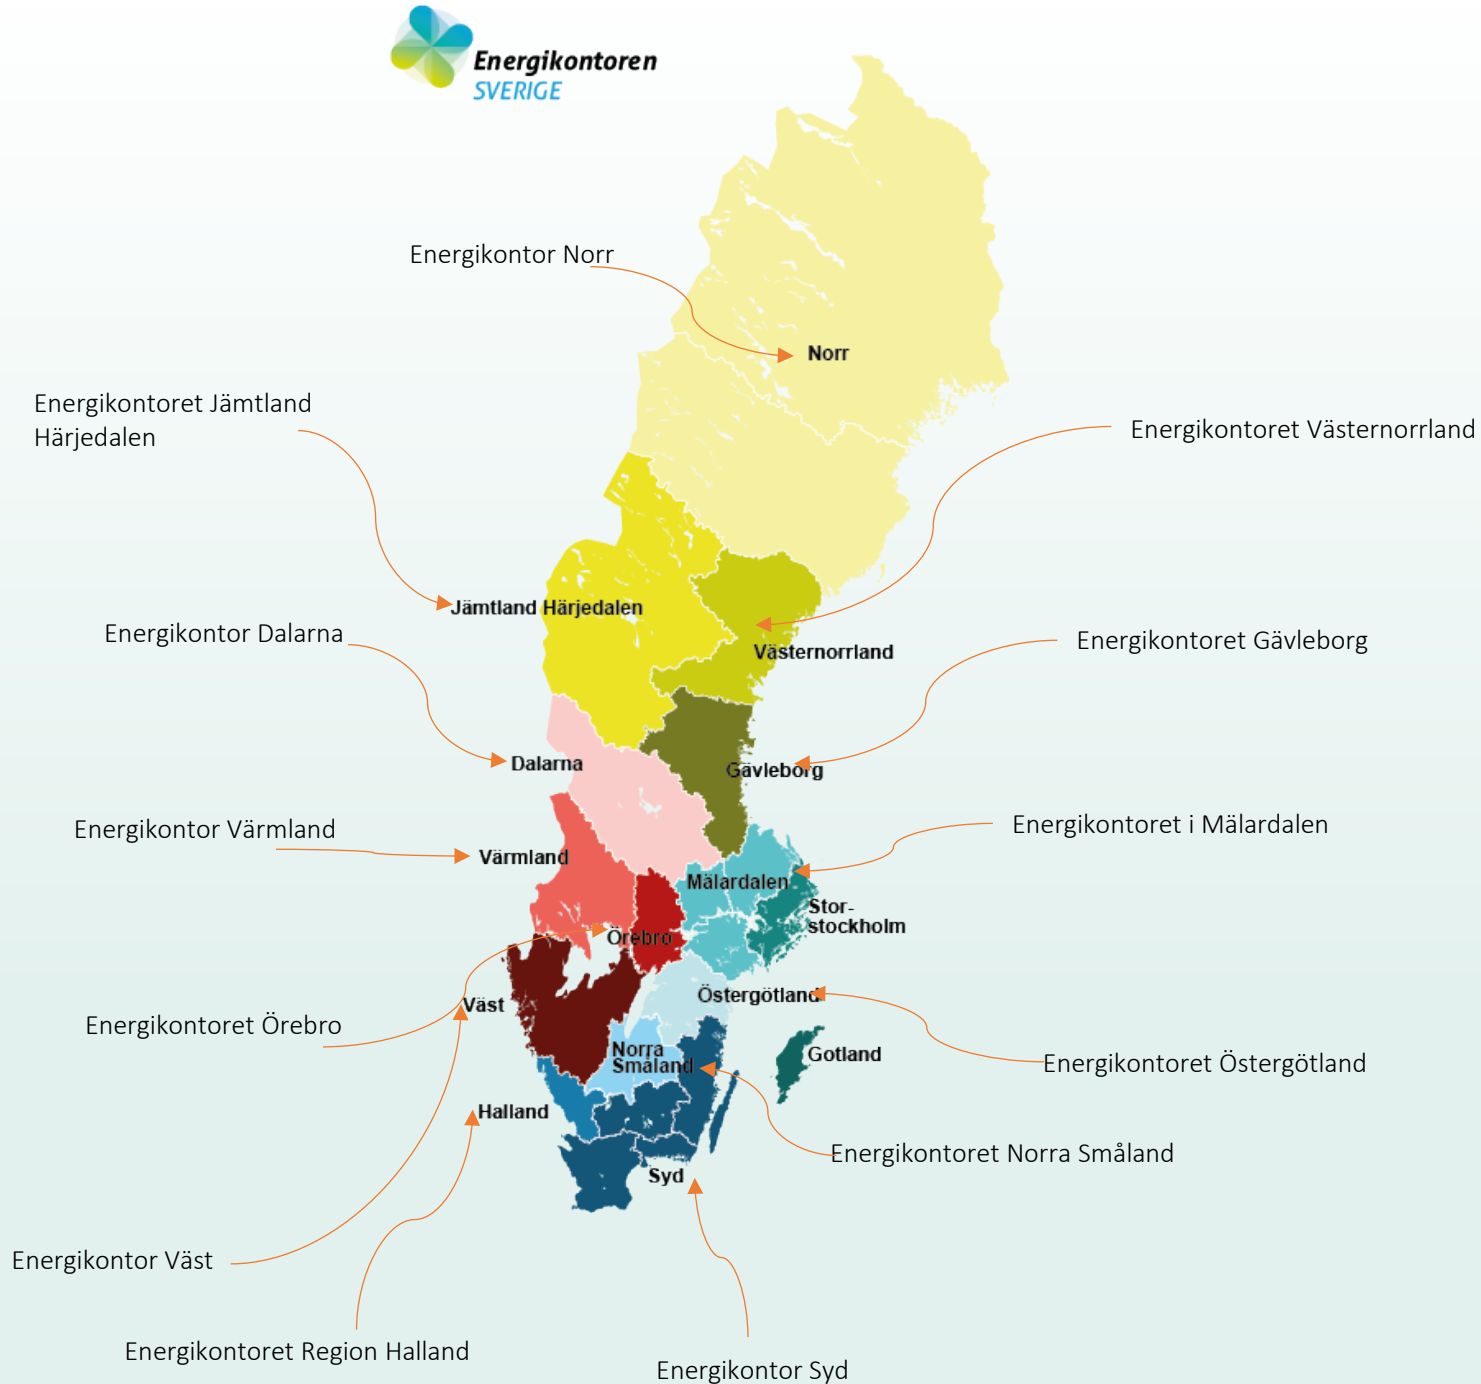 Energikontoren
SVERIGE
Energikontor Norr
Norr
Energikontoret Jämtland
Härjedalen
Energikontoret Västernorrland
Jämtland Härjedalen
Energikontor Dalarna
Västernorrland
Energikontoret Gävleborg
Dalarna
Gävleborg
Energikontor Värmland
Energikontoret i Mälardalen
Värmland
Mälardalen
Stor-
stockholm
Örebro
Väst
Östergötland
Energikontoret Örebro
Norra
Småland
Gotland
Energikontoret Östergötland
Halland
Energikontoret Norra Småland
Syd
Energikontor Väst
Energikontoret Region Halland
Energikontor Syd